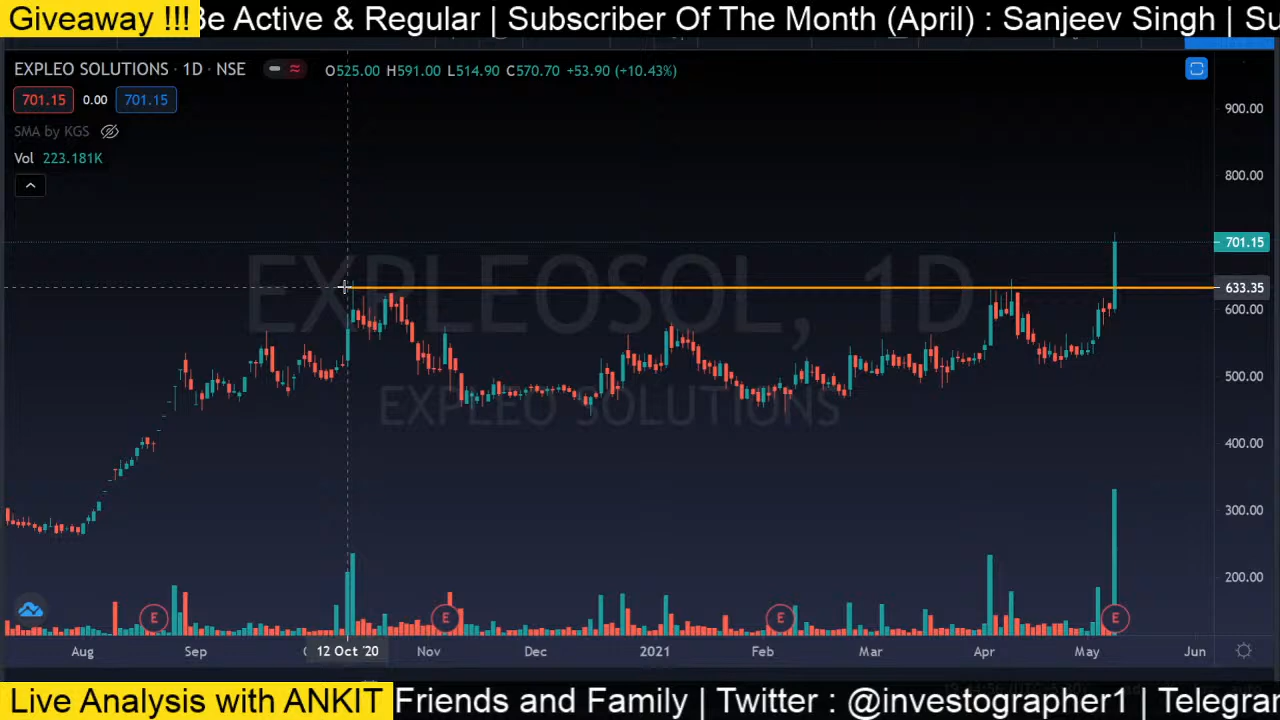 Giveaway !!! Be Active & Regular | Subscriber Of The Month (April) : Sanjeev Singh | Su
EXPLEO SOLUTIONS · 1D · NSE O525.00 H591.00 L514.90 C570.70 +53.90 (+10.43%)
701.15 0.00 701.15
SMA by KGS
Vol 223.181K
900.00
800.00
701.15
633.35
600.00
500.00
400.00
300.00
200.00
EXPLEOSOL, 1D
EXPLEO SOLUTIONS
E E E E
Aug Sep 12 Oct '20 Nov Dec 2021 Feb Mar Apr May Jun
Live Analysis with ANKIT Friends and Family | Twitter : @investographer1 | Telegra